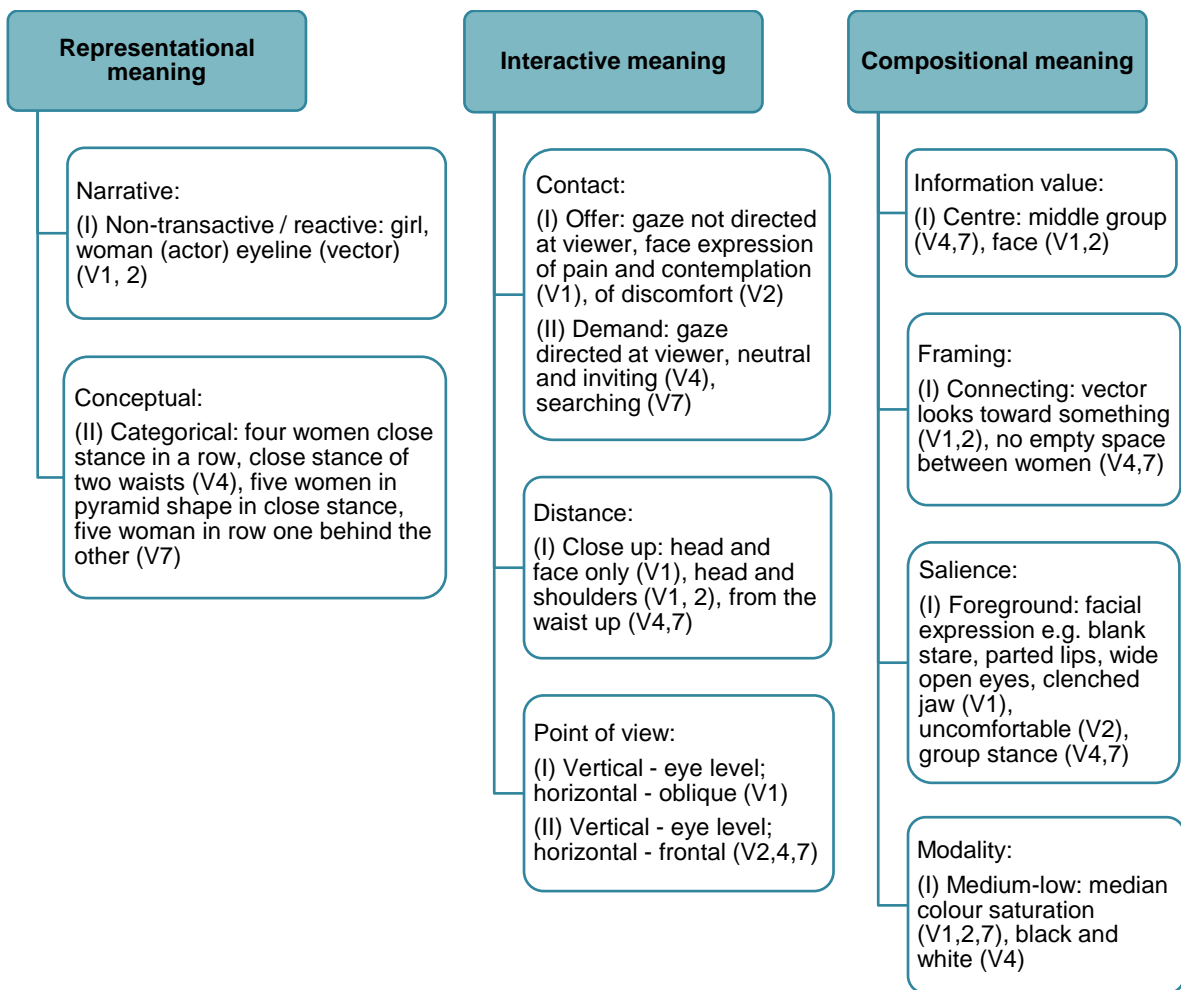 Representational
meaning
Narrative:
(I) Non-transactive / reactive: girl,
woman (actor) eyeline (vector)
(V1, 2)
Conceptual:
(II) Categorical: four women close
stance in a row, close stance of
two waists (V4), five women in
pyramid shape in close stance,
five woman in row one behind the
other (V7)
Interactive meaning
Contact:
(I) Offer: gaze not directed
at viewer, face expression
of pain and contemplation
(V1), of discomfort (V2)
(II) Demand: gaze
directed at viewer, neutral
and inviting (V4),
searching (V7)
Distance:
(I) Close up: head and
face only (V1), head and
shoulders (V1, 2), from the
waist up (V4,7)
Point of view:
(I) Vertical - eye level;
horizontal - oblique (V1)
(II) Vertical - eye level;
horizontal - frontal (V2,4,7)
Compositional meaning
Information value:
(I) Centre: middle group
(V4,7), face (V1,2)
Framing:
(I) Connecting: vector
looks toward something
(V1,2), no empty space
between women (V4,7)
Salience:
(I) Foreground: facial
expression e.g. blank
stare, parted lips, wide
open eyes, clenched
jaw (V1),
uncomfortable (V2),
group stance (V4,7)
Modality:
(I) Medium-low: median
colour saturation
(V1,2,7), black and
white (V4)